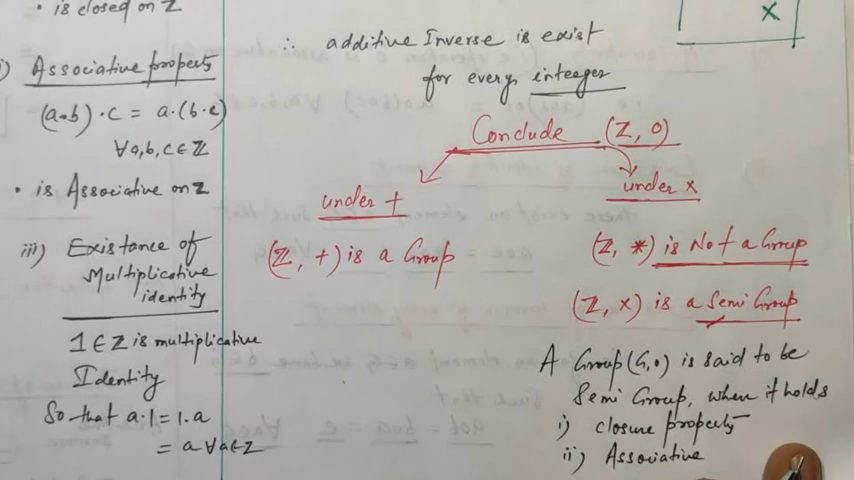 • is closed on Z
i) Associative property
(a•b)•c = a•(b•c)
∀a,b,c ∈ Z
• is Associative on Z
iii) Existance of
Multiplicative
identity
1 ∈ Z is multiplicative
Identity
So that a.1 = 1.a
= a ∀a∈Z
∴ additive Inverse is exist
for every integer
Conclude (Z, o)
under +
(Z, +) is a Group
under x
(Z, *) is Not a Group
(Z, x) is a Semi Group
A Group (G,o) is said to be
Semi Group, when it holds
i) closure property
ii) Associative
x